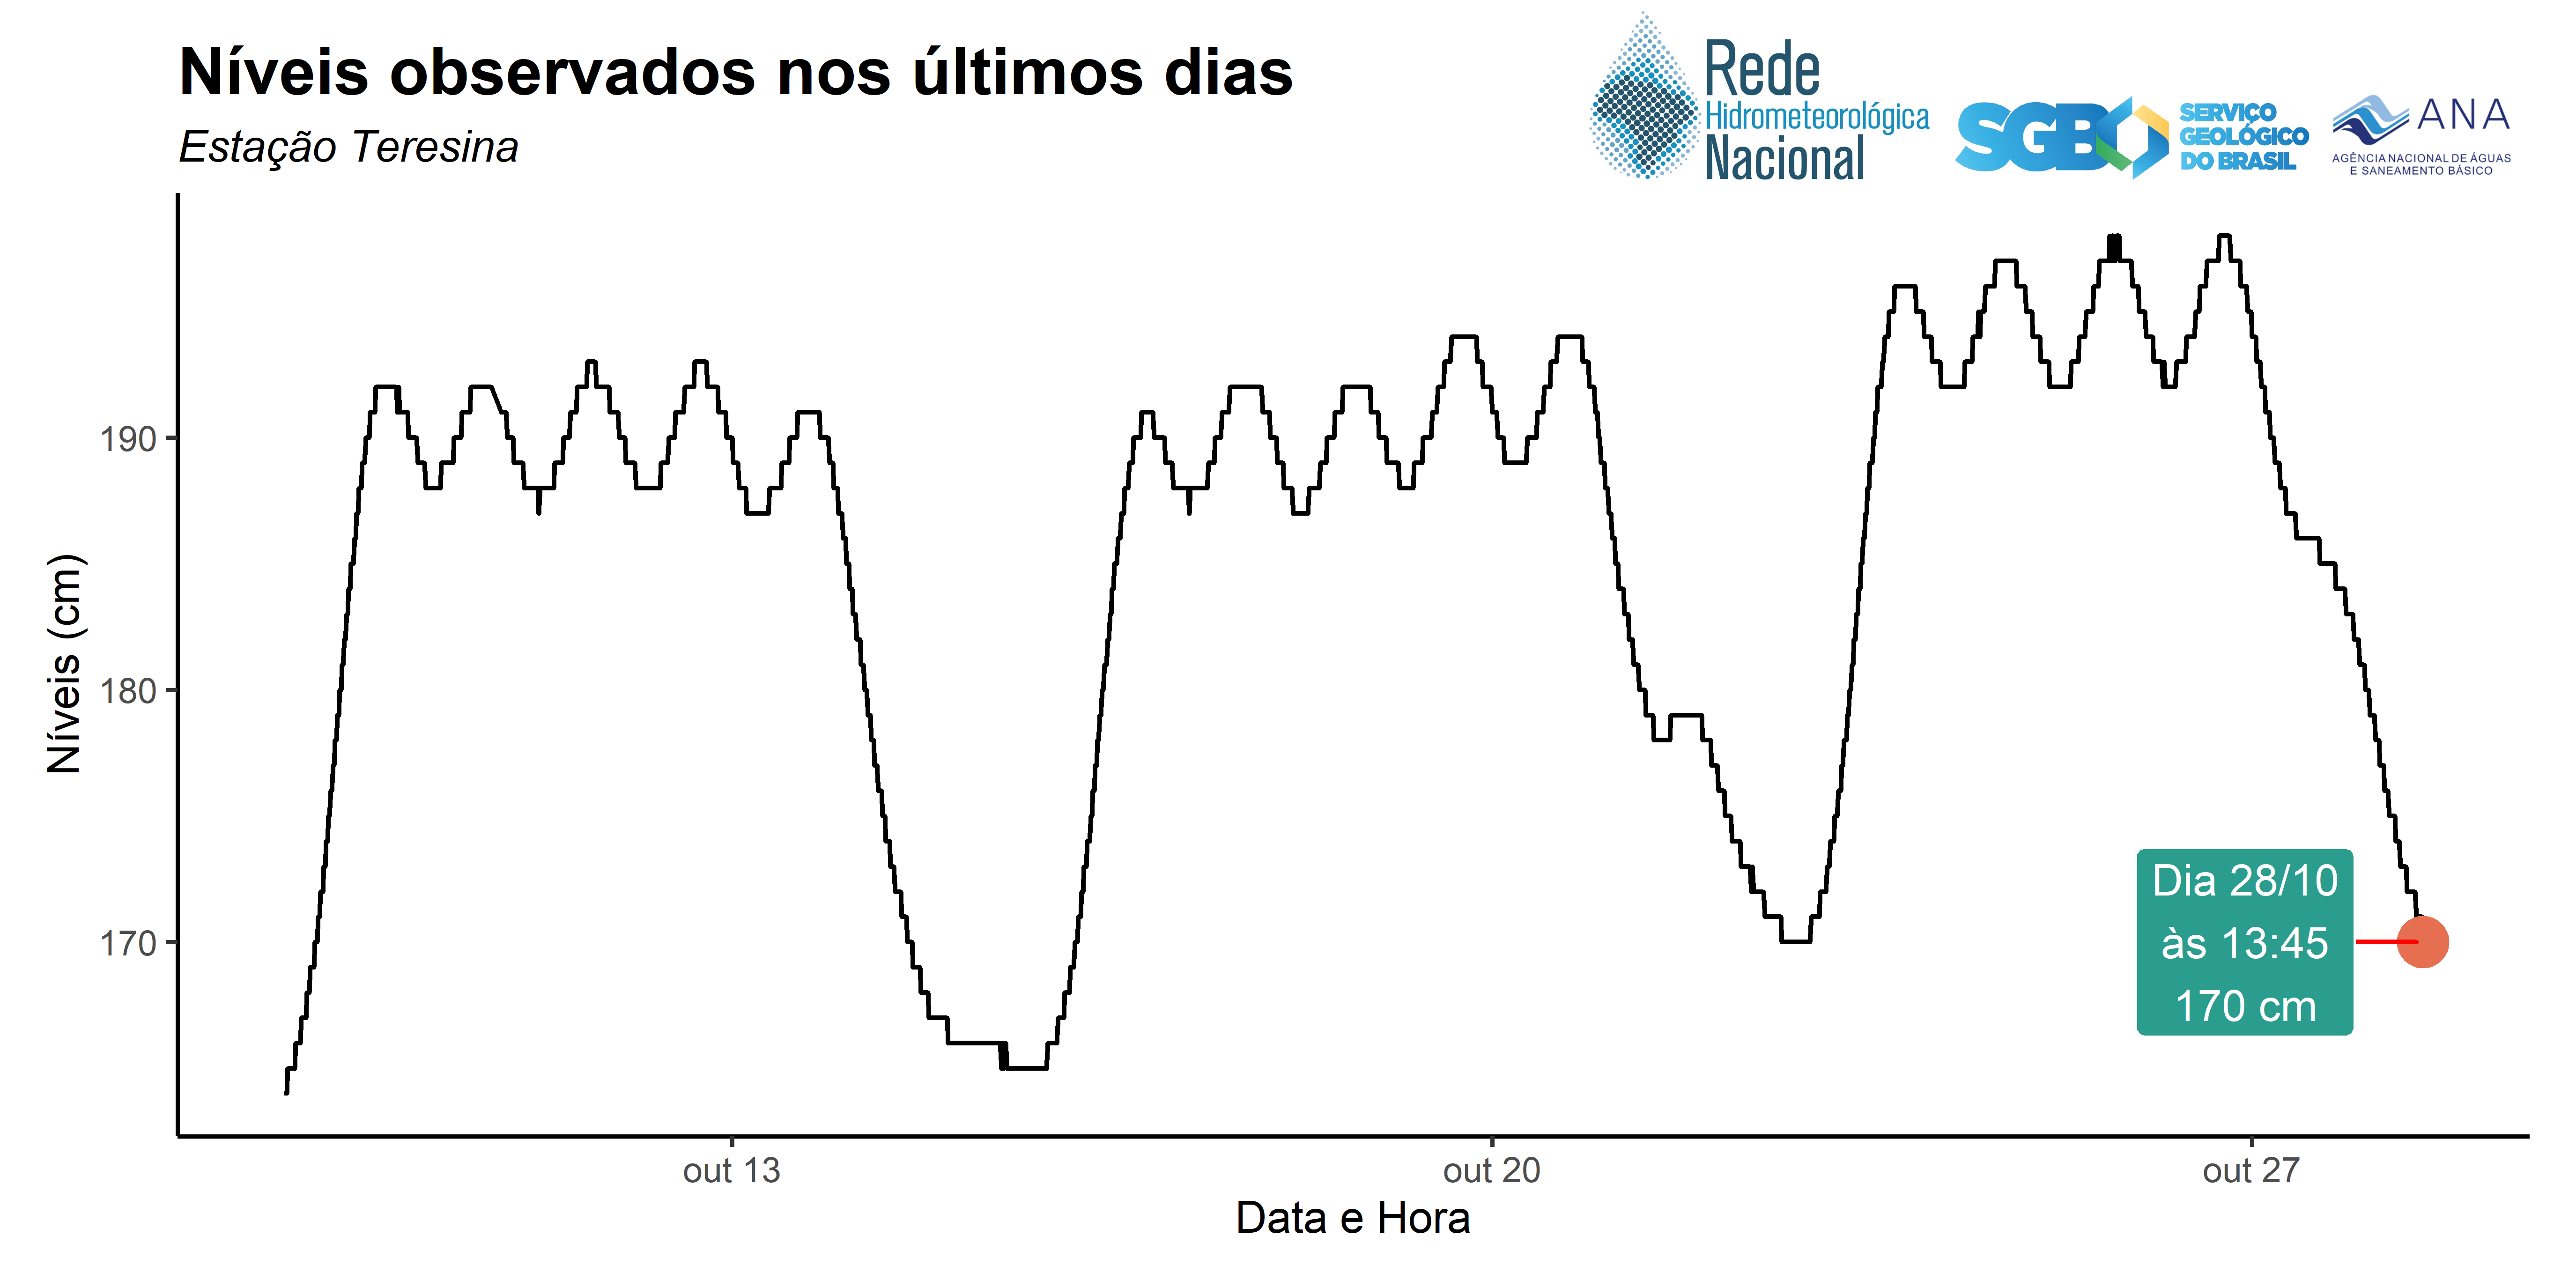 Níveis observados nos últimos dias
Estação Teresina
Rede
Hidrometeorológica
Nacional
SGB
SERVIÇO
GEOLÓGICO
DO BRASIL
ANA
AGÊNCIA NACIONAL DE ÁGUAS
E SANEAMENTO BÁSICO
Níveis (cm)
190
180
170
Dia 28/10
às 13:45
170 cm
out 13
out 20
out 27
Data e Hora